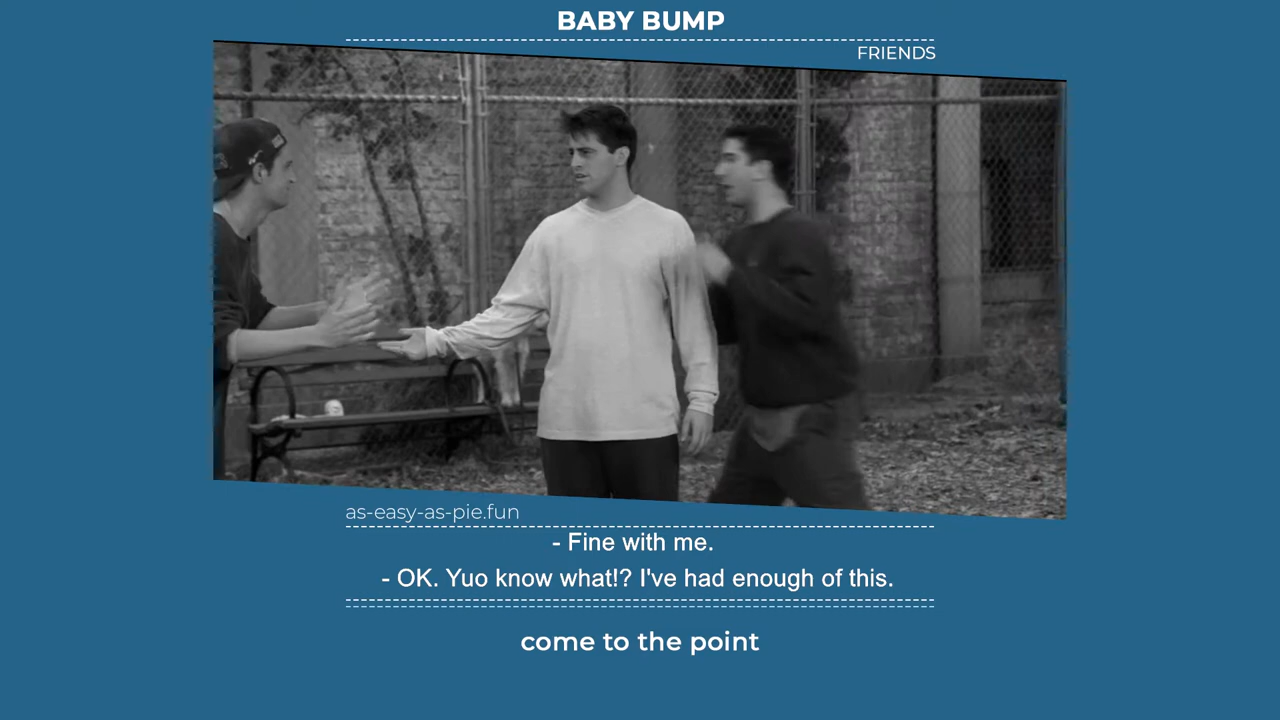 BABY BUMP
FRIENDS
as-easy-as-pie.fun
- Fine with me.
- OK. Yuo know what!? I've had enough of this.
come to the point